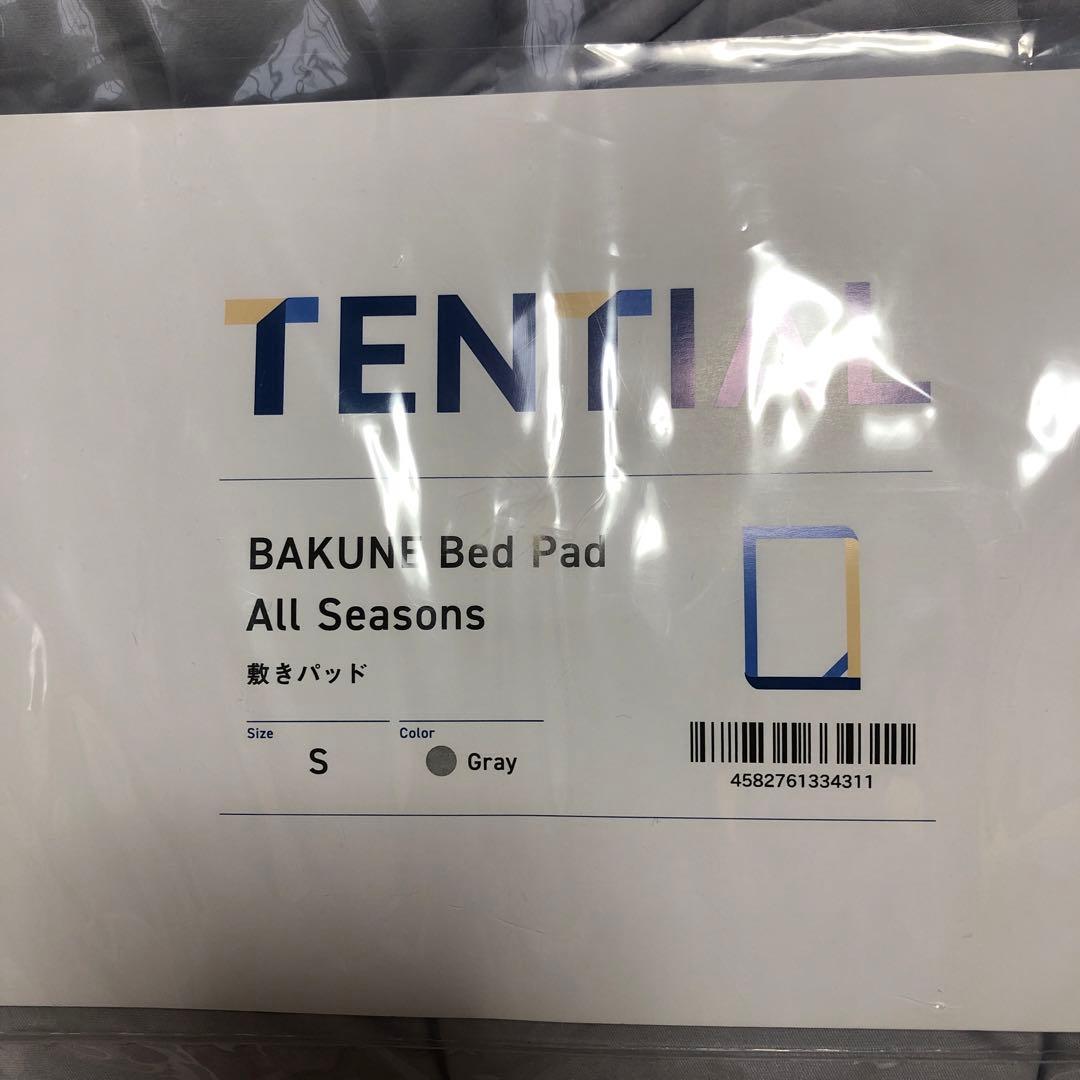 TENTIAL
BAKUNE Bed Pad
All Seasons
敷きパッド
Size
S
Color
Gray
4582761334311